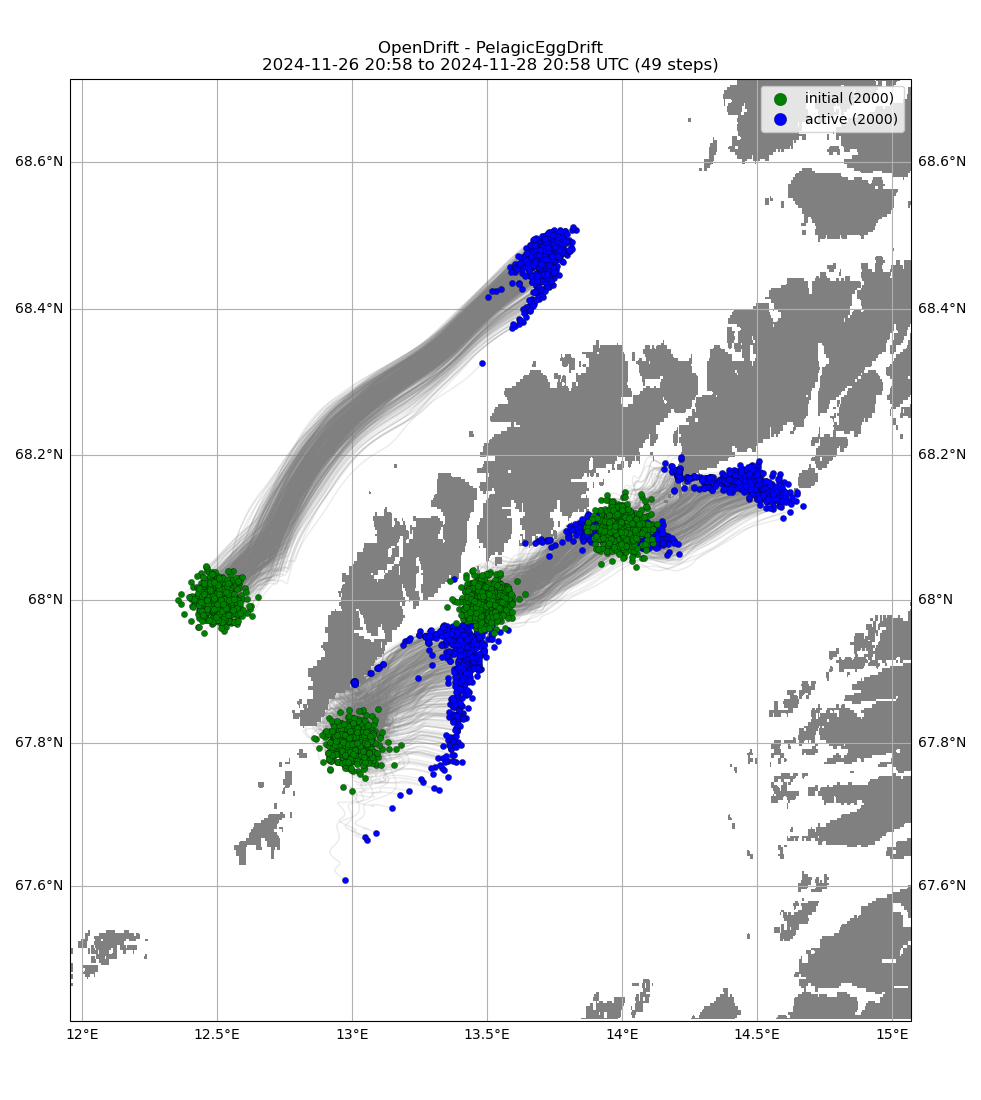 OpenDrift - PelagicEggDrift
2024-11-26 20:58 to 2024-11-28 20:58 UTC (49 steps)
initial (2000)
active (2000)
68.6°N
68.6°N
68.4°N
68.4°N
68.2°N
68.2°N
68°N
68°N
67.8°N
67.8°N
67.6°N
67.6°N
12°E
12.5°E
13°E
13.5°E
14°E
14.5°E
15°E